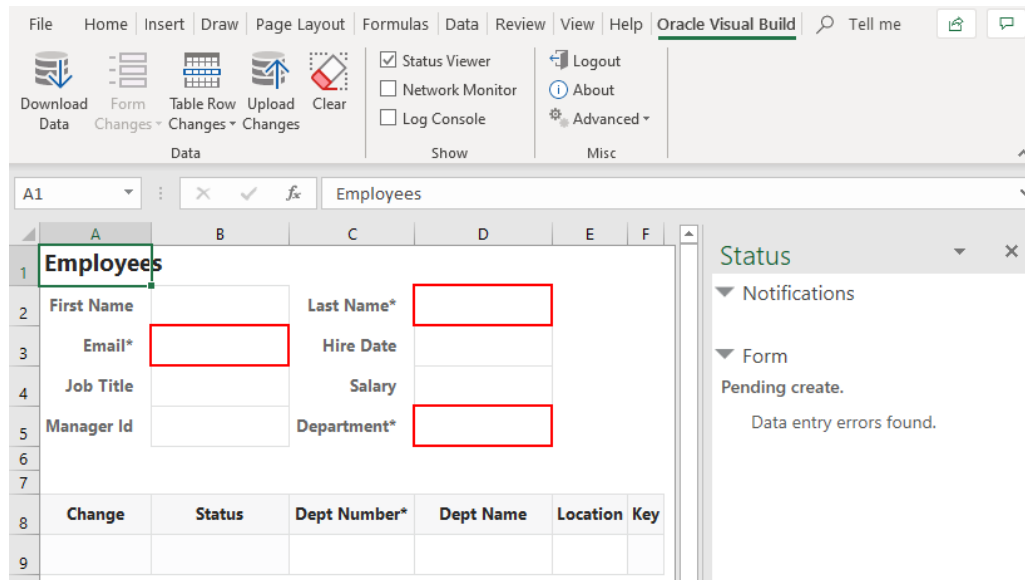 File Home Insert Draw Page Layout Formulas Data Review View Help Oracle Visual Build Tell me
Download Data
Form Changes
Table Row Changes
Upload Changes
Clear
Data
Status Viewer
Network Monitor
Log Console
Show
Logout
About
Advanced
Misc
A1 fx Employees
A B C D E F
1 Employees
2 First Name Last Name*
3 Email* Hire Date
4 Job Title Salary
5 Manager Id Department*
6
7
8 Change Status Dept Number* Dept Name Location Key
9
Status
Notifications
Form
Pending create.
Data entry errors found.